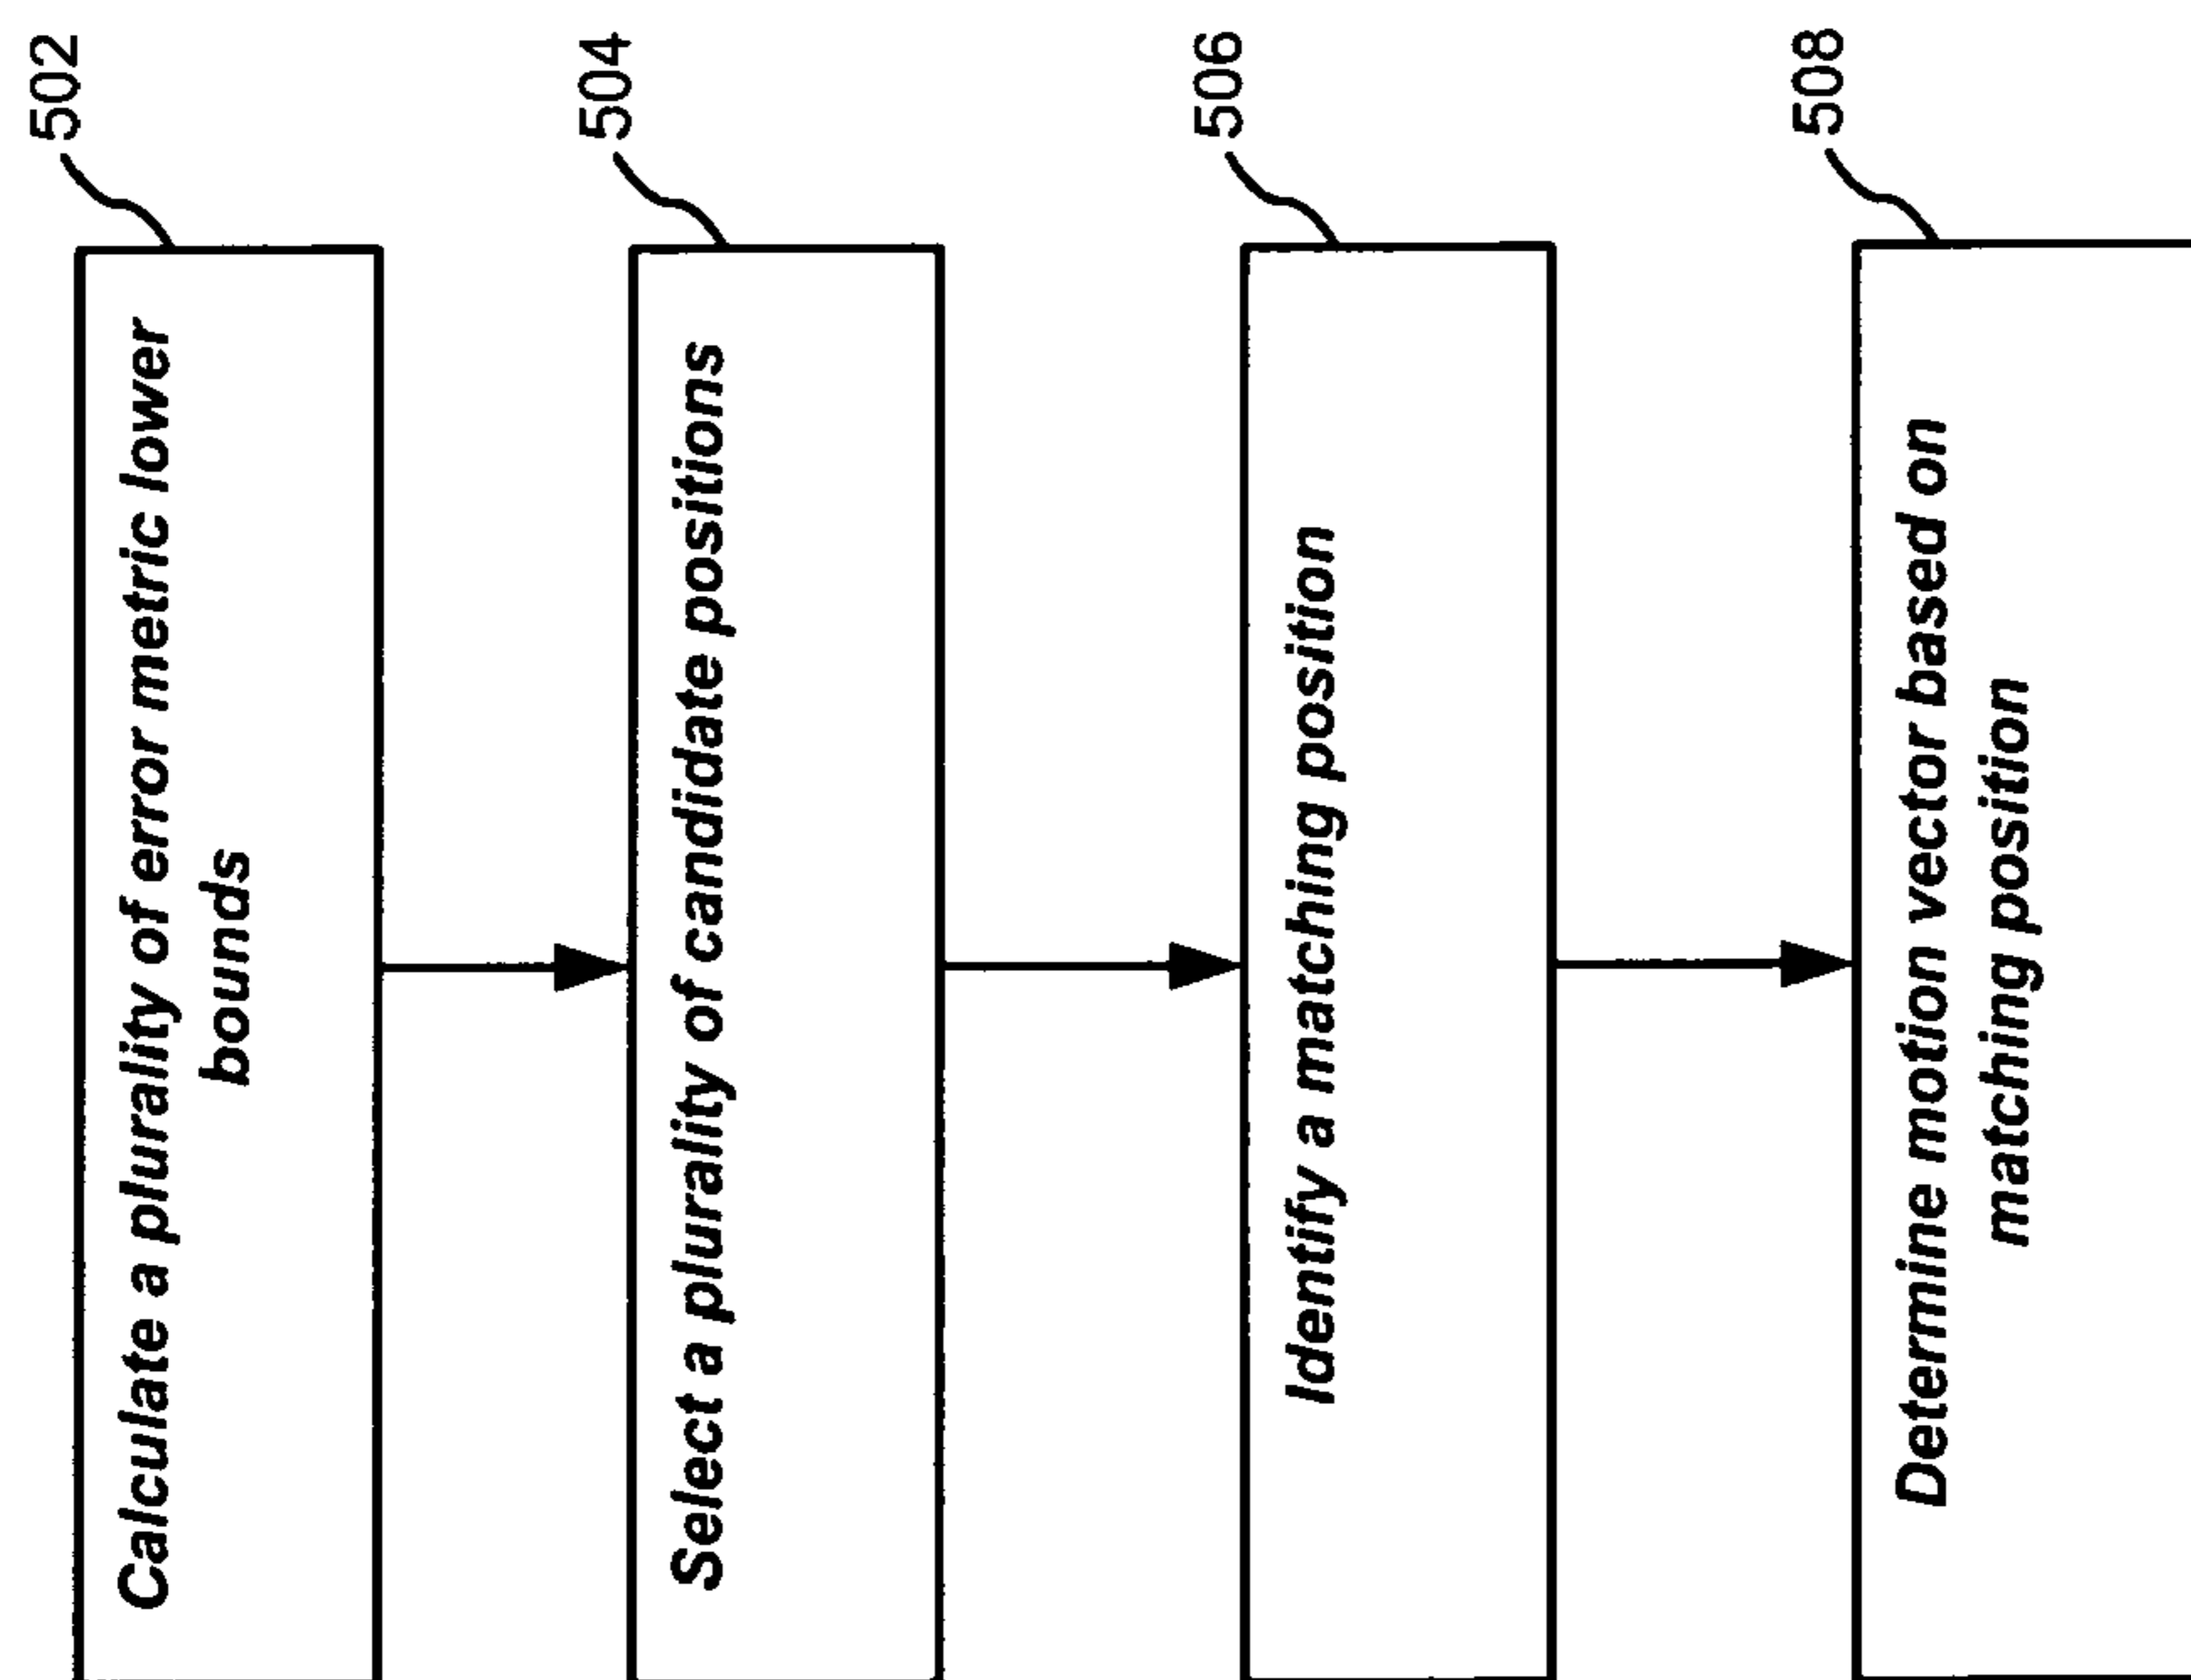 502
Calculate a plurality of error metric lower
bounds
504
Select a plurality of candidate positions
506
Identify a matching position
508
Determine motion vector based on
matching position